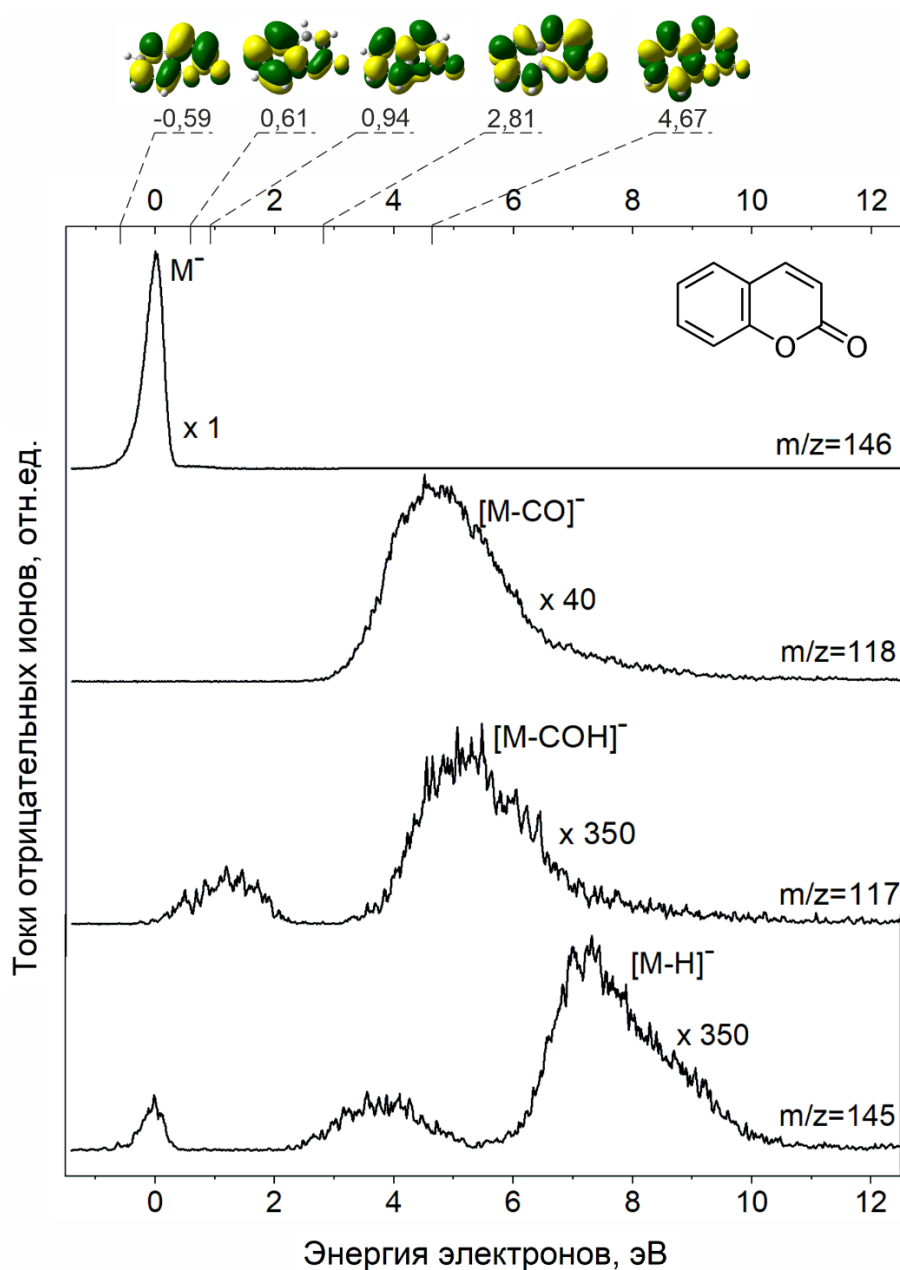 -0,59 0,61 0,94 2,81 4,67
0 2 4 6 8 10 12
M⁻
x 1
O O
m/z=146
[M-CO]⁻
x 40
m/z=118
[M-COH]⁻
x 350
m/z=117
[M-H]⁻
x 350
m/z=145
0 2 4 6 8 10 12
Энергия электронов, эВ
Токи отрицательных ионов, отн.ед.